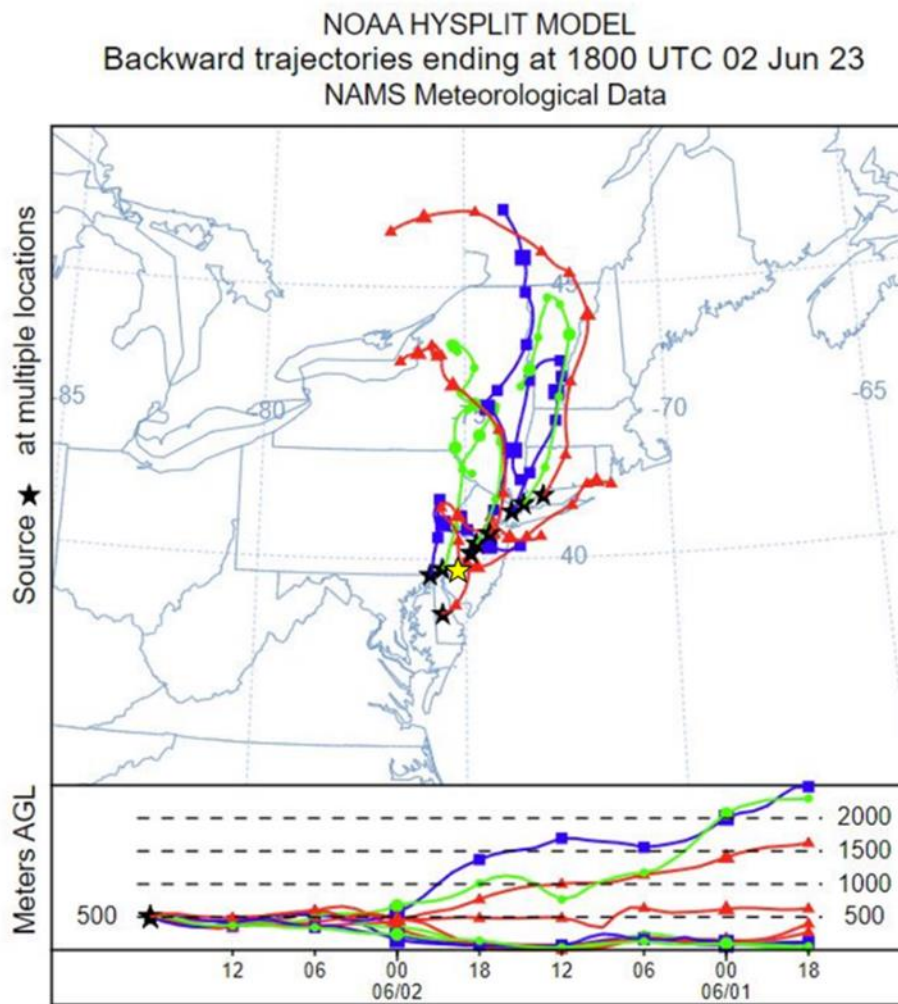 NOAA HYSPLIT MODEL
Backward trajectories ending at 1800 UTC 02 Jun 23
NAMS Meteorological Data
Source ★ at multiple locations
45
-85
-80
-70
-65
40
Meters AGL
2000
1500
1000
500
500
12 06 00 18 12 06 00 18
06/02 06/01